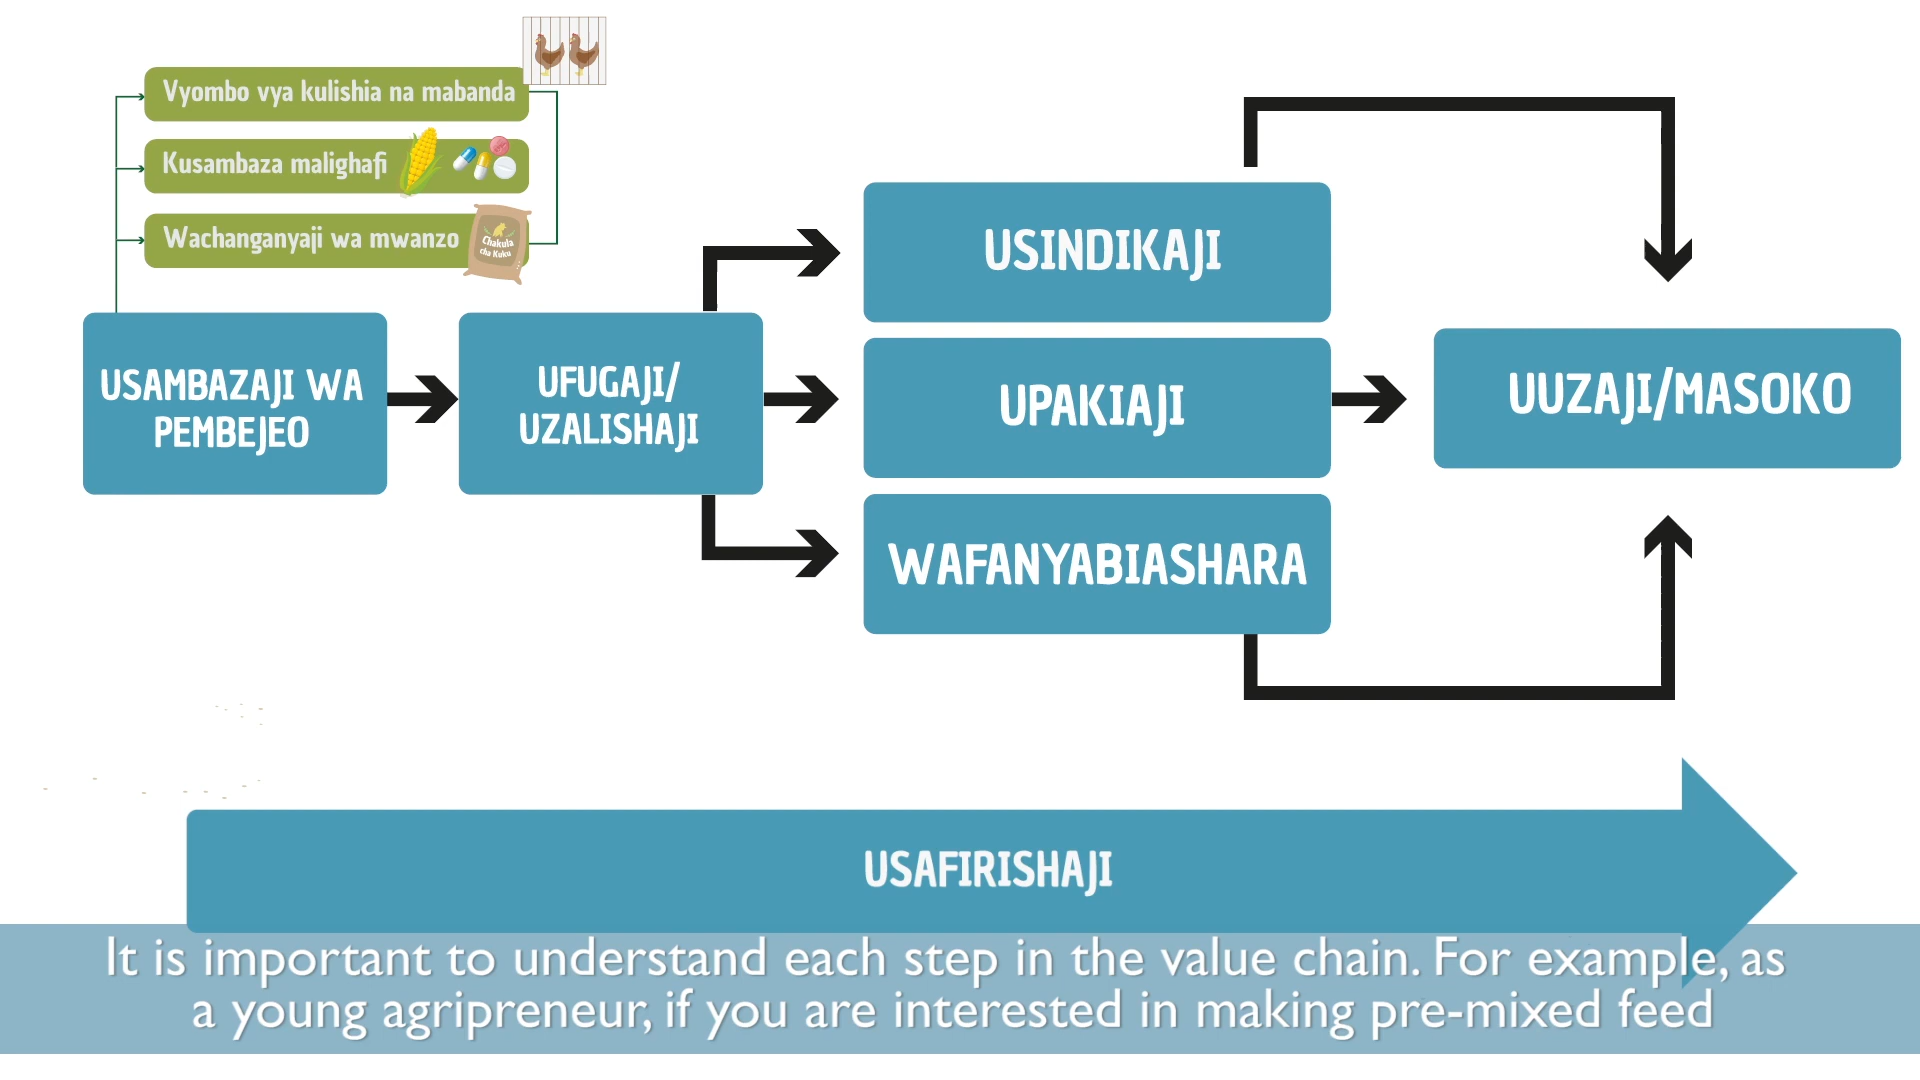 Vyombo vya kulishia na mabanda
Kusambaza malighafi
Wachanganyaji wa mwanzo
Chakula
cha Kuku
USAMBAZAJI WA
PEMBEJEO
UFUGAJI/
UZALISHAJI
USINDIKAJI
UPAKIAJI
WAFANYABIASHARA
UUZAJI/MASOKO
USAFIRISHAJI
It is important to understand each step in the value chain. For example, as
a young agripreneur, if you are interested in making pre-mixed feed